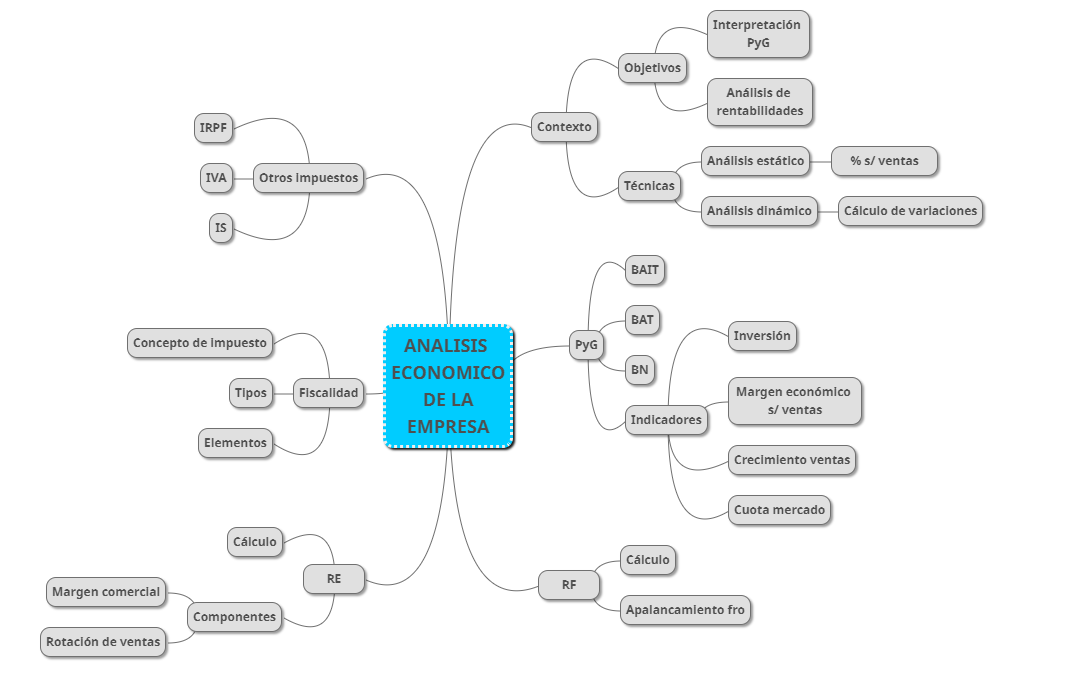 ANALISIS
ECONOMICO
DE LA
EMPRESA
Contexto
Objetivos
Interpretación
PyG
Análisis de
rentabilidades
Técnicas
Análisis estático
% s/ ventas
Análisis dinámico
Cálculo de variaciones
PyG
BAIT
BAT
BN
Indicadores
Inversión
Margen económico
s/ ventas
Crecimiento ventas
Cuota mercado
RF
Cálculo
Apalancamiento fro
RE
Cálculo
Componentes
Margen comercial
Rotación de ventas
Fiscalidad
Concepto de impuesto
Tipos
Elementos
Otros impuestos
IRPF
IVA
IS